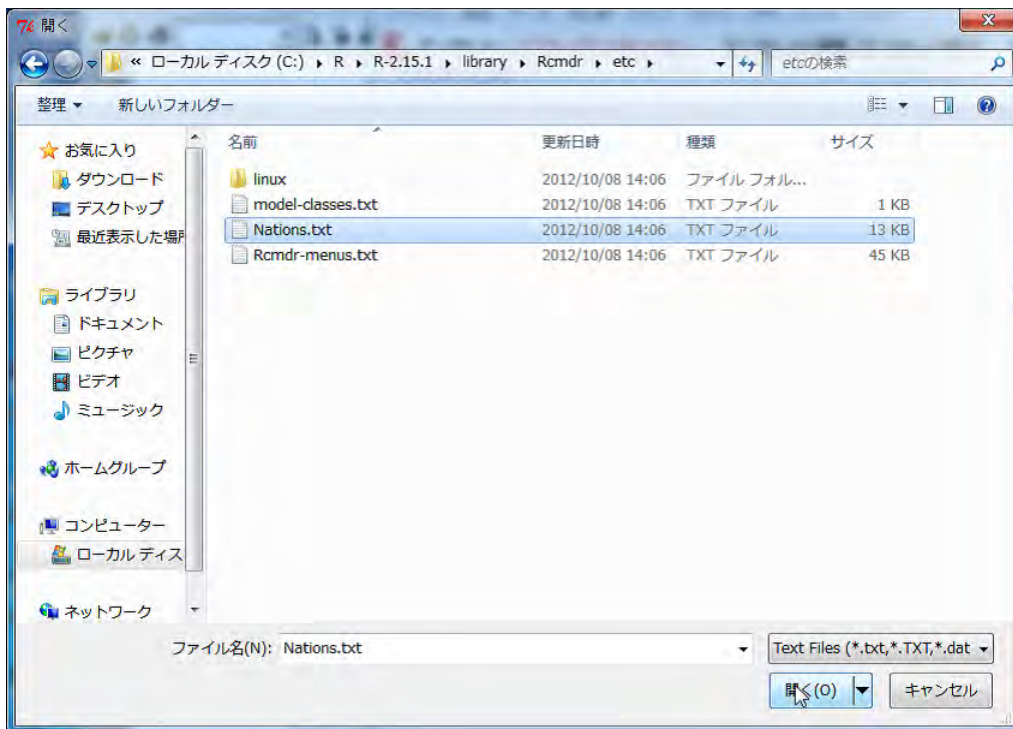 開く
« ローカル ディスク (C:) ▸ R ▸ R-2.15.1 ▸ library ▸ Rcmdr ▸ etc ▸ etcの検索
整理 ▼ 新しいフォルダー
名前 更新日時 種類 サイズ
お気に入り
ダウンロード
デスクトップ
最近表示した場所
ライブラリ
ドキュメント
ピクチャ
ビデオ
ミュージック
ホームグループ
コンピューター
ローカル ディス
ネットワーク
linux 2012/10/08 14:06 ファイル フォル...
model-classes.txt 2012/10/08 14:06 TXT ファイル 1 KB
Nations.txt 2012/10/08 14:06 TXT ファイル 13 KB
Rcmdr-menus.txt 2012/10/08 14:06 TXT ファイル 45 KB
ファイル名(N): Nations.txt Text Files (*.txt,*.TXT,*.dat
開く(O) キャンセル